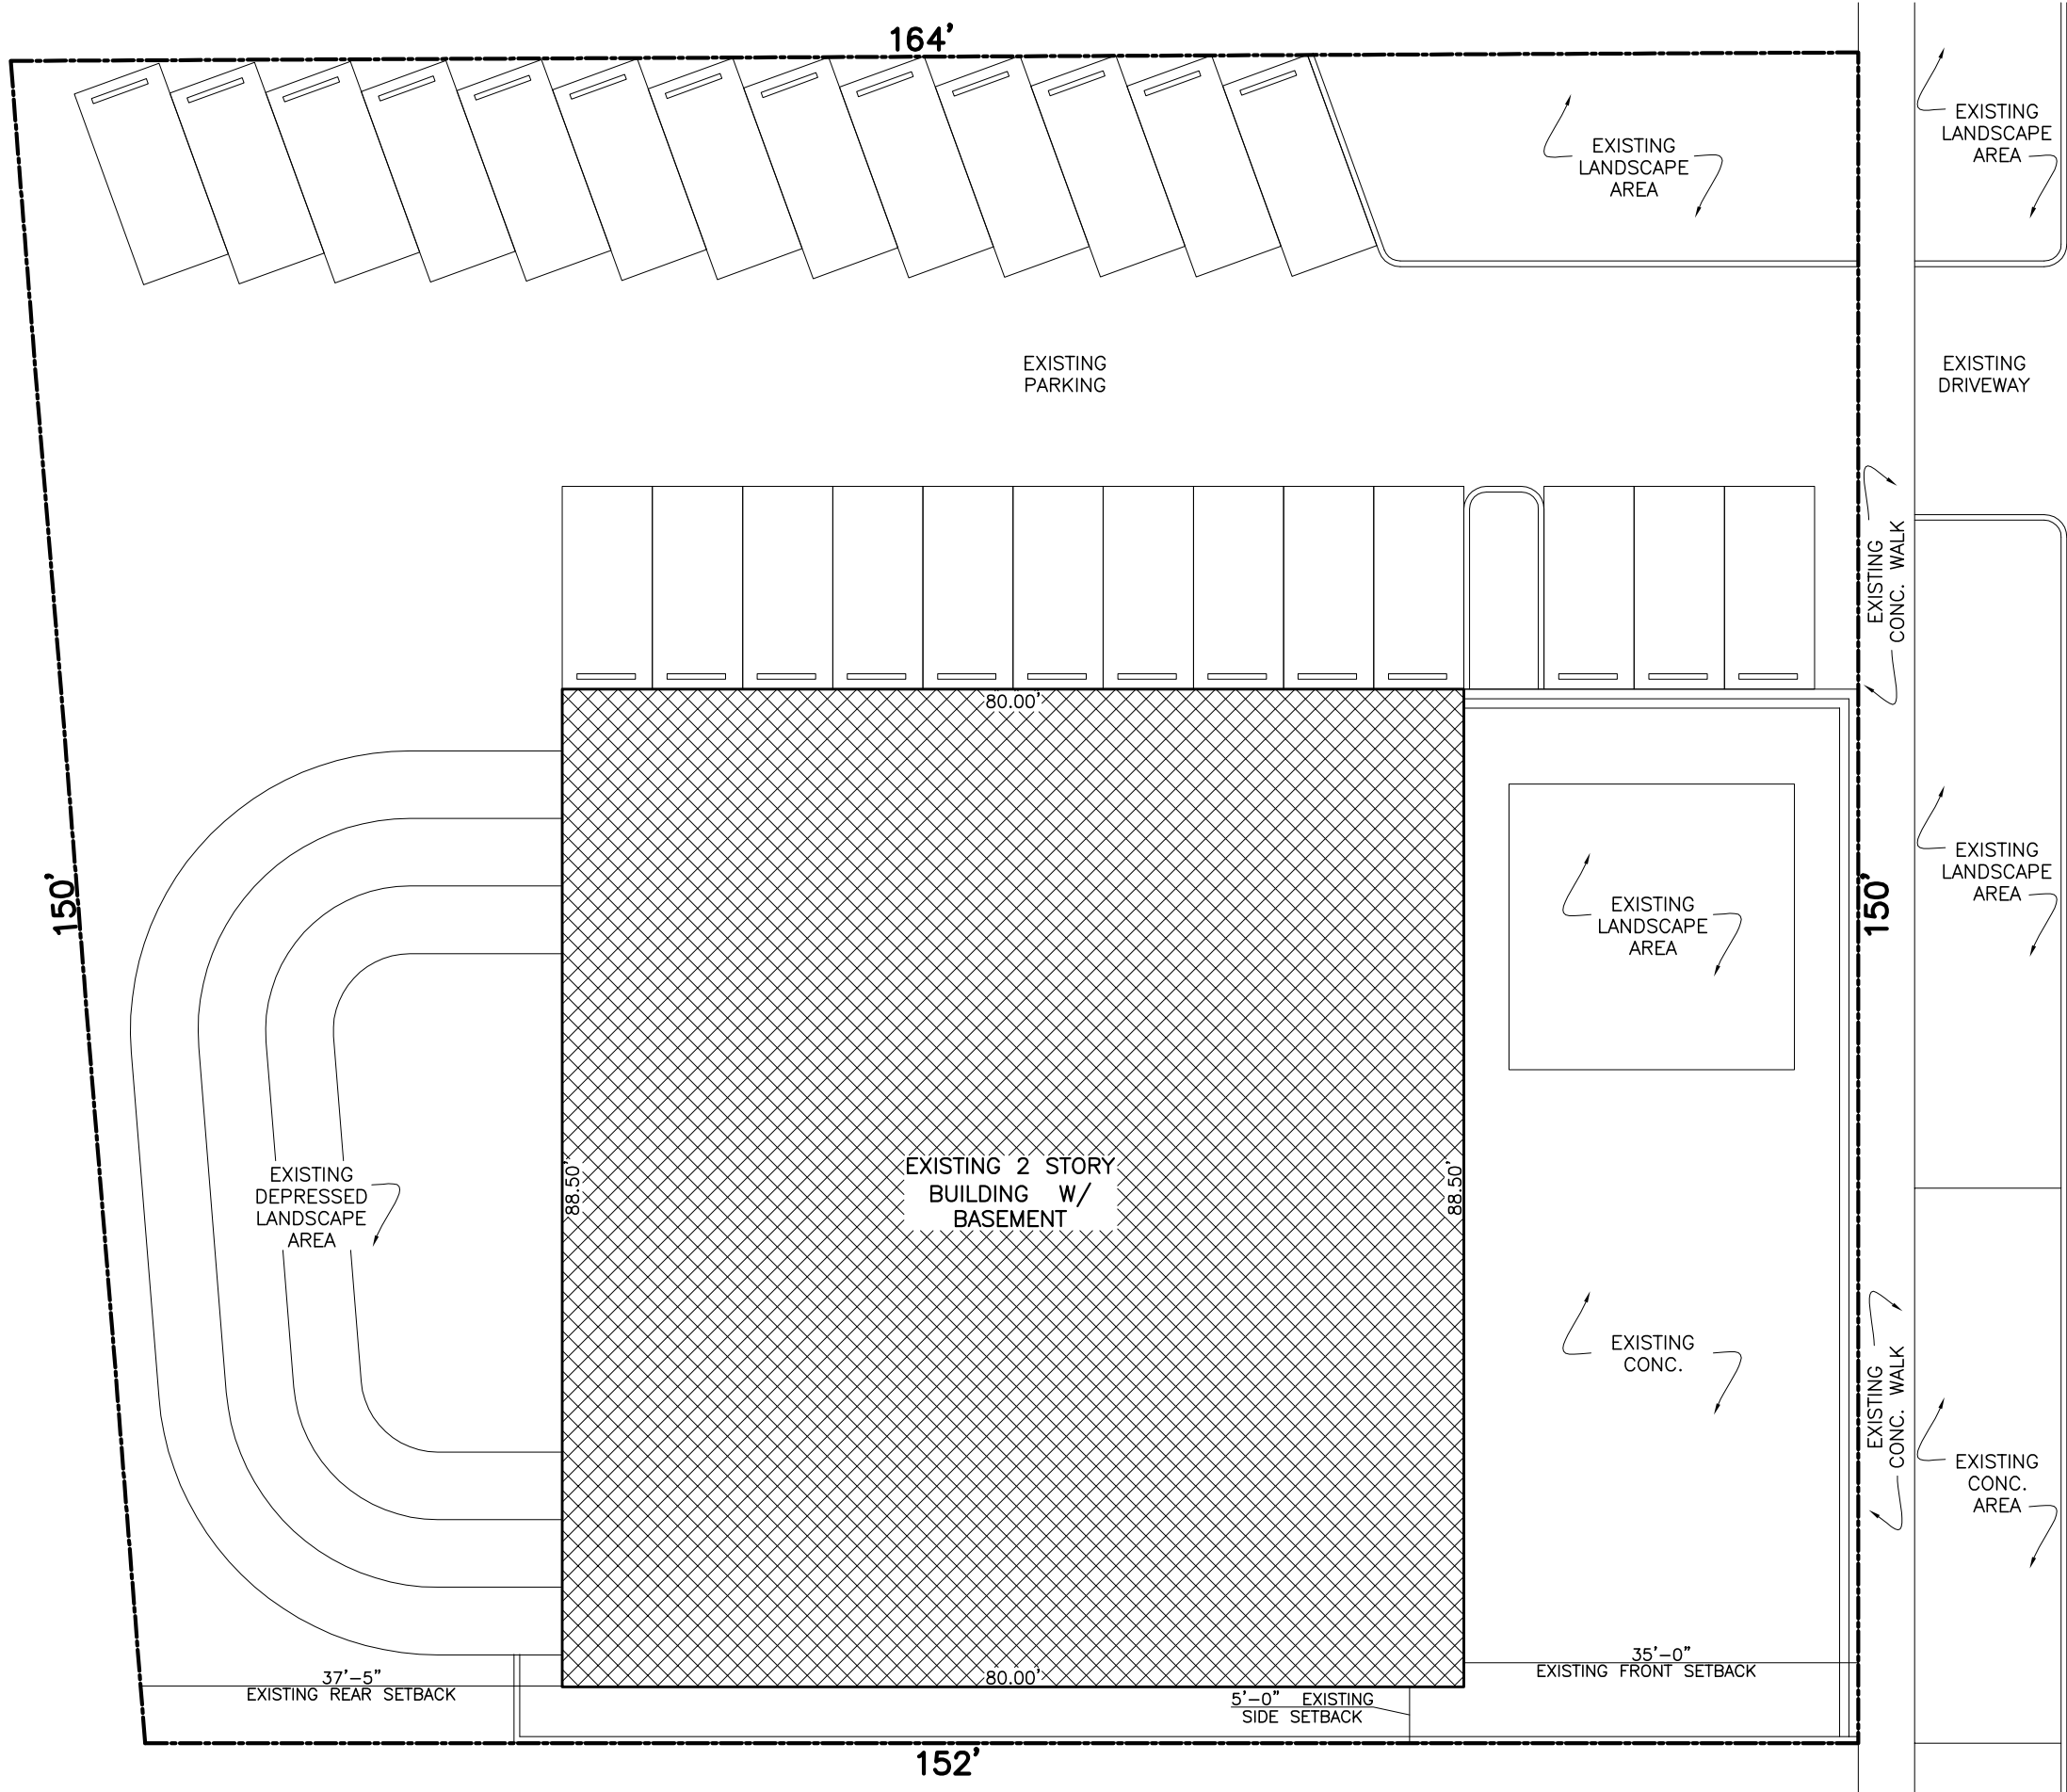 164'
EXISTING
LANDSCAPE
AREA
EXISTING
LANDSCAPE
AREA
EXISTING
PARKING
EXISTING
DRIVEWAY
EXISTING
CONC. WALK
80.00'
150'
150'
EXISTING
LANDSCAPE
AREA
EXISTING
LANDSCAPE
AREA
EXISTING
DEPRESSED
LANDSCAPE
AREA
88.50'
EXISTING 2 STORY
BUILDING W/
BASEMENT
88.50'
EXISTING
CONC.
EXISTING
CONC. WALK
EXISTING
CONC.
AREA
37'-5"
EXISTING REAR SETBACK
80.00'
35'-0"
EXISTING FRONT SETBACK
5'-0" EXISTING
SIDE SETBACK
152'